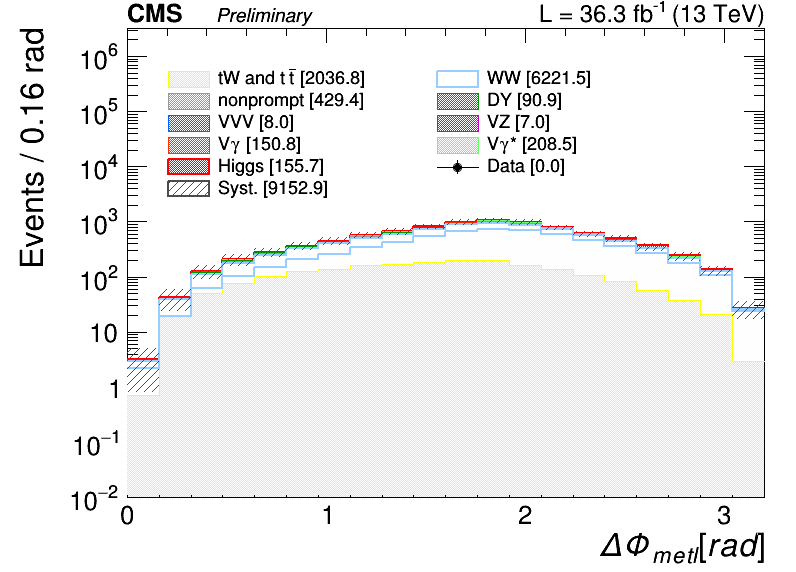 CMS Preliminary L = 36.3 fb⁻¹ (13 TeV)
Events / 0.16 rad
10⁶
10⁵
10⁴
10³
10²
10
1
10⁻¹
10⁻²
tW and t t̄ [2036.8]
nonprompt [429.4]
VVV [8.0]
Vγ [150.8]
Higgs [155.7]
Syst. [9152.9]
WW [6221.5]
DY [90.9]
VZ [7.0]
Vγ* [208.5]
Data [0.0]
0 1 2 3
ΔΦmetl[rad]